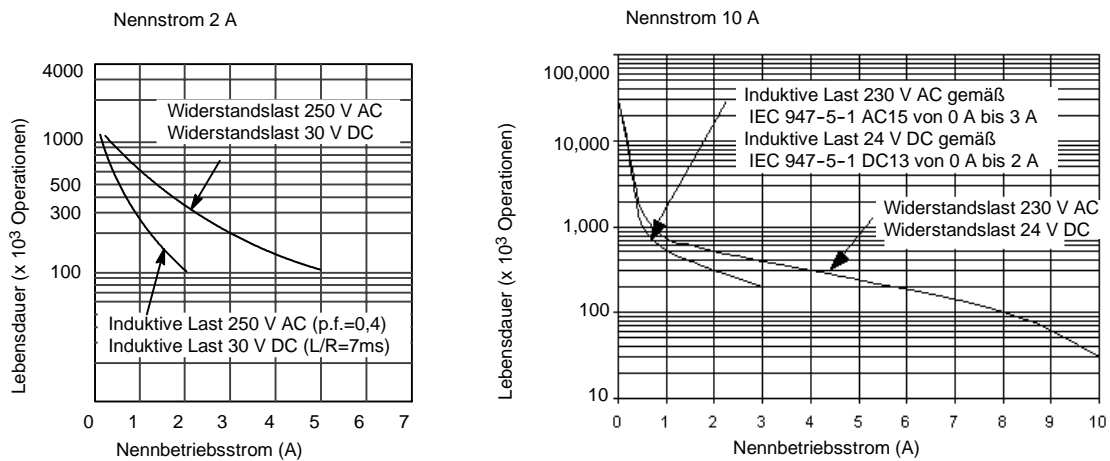 Nennstrom 2 A
4000
1000
500
300
100
0 1 2 3 4 5 6 7
Lebensdauer (x 10³ Operationen)
Nennbetriebsstrom (A)
Widerstandslast 250 V AC
Widerstandslast 30 V DC
Induktive Last 250 V AC (p.f.=0,4)
Induktive Last 30 V DC (L/R=7ms)
Nennstrom 10 A
100,000
10,000
1,000
100
10
0 1 2 3 4 5 6 7 8 9 10
Lebensdauer (x 10³ Operationen)
Nennbetriebsstrom (A)
Induktive Last 230 V AC gemäß
IEC 947-5-1 AC15 von 0 A bis 3 A
Induktive Last 24 V DC gemäß
IEC 947-5-1 DC13 von 0 A bis 2 A
Widerstandslast 230 V AC
Widerstandslast 24 V DC